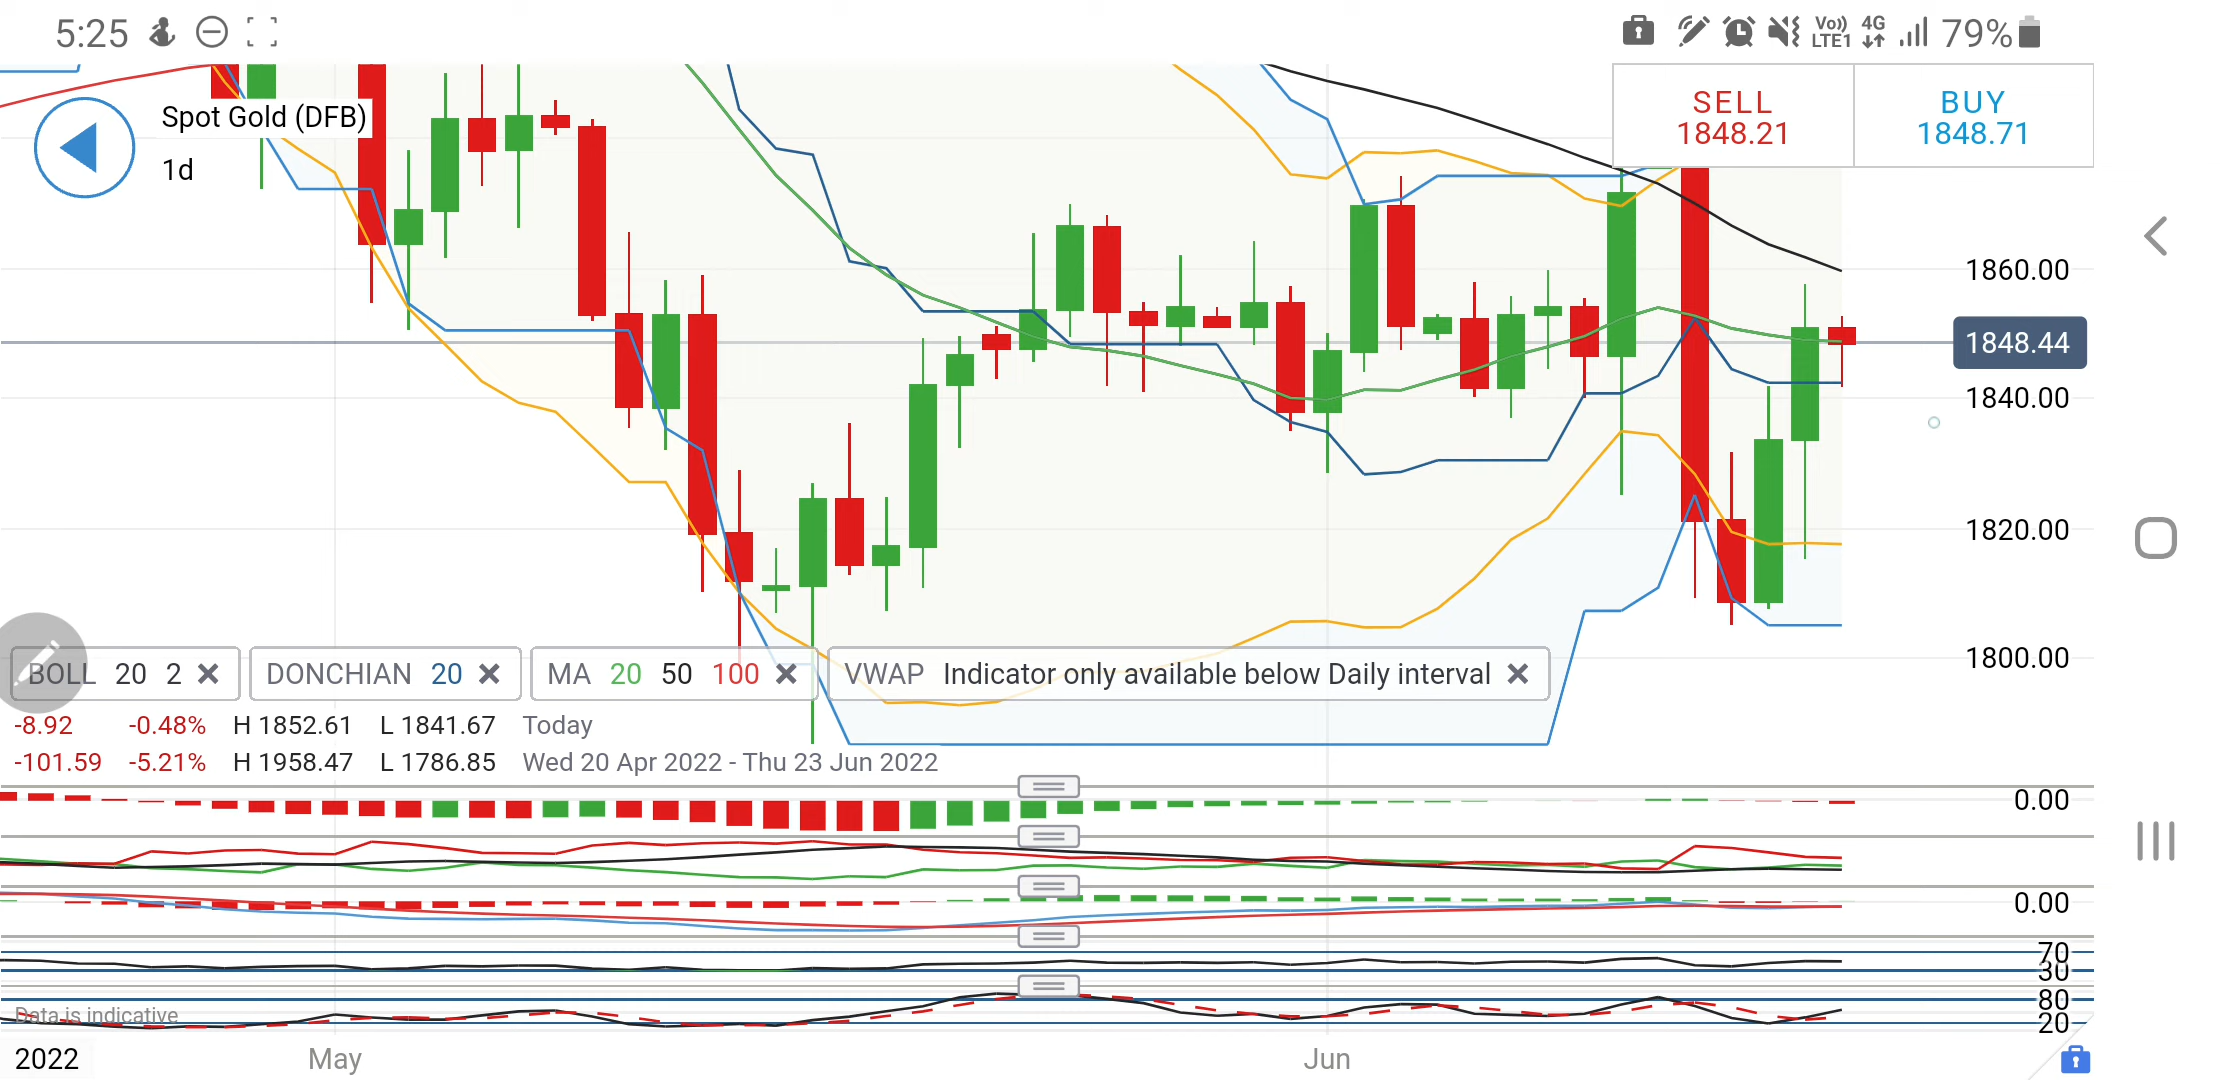 5:25 Vo)) LTE1 4G 79%
SELL BUY
1848.21 1848.71
Spot Gold (DFB)
1d
1860.00
1848.44
1840.00
1820.00
1800.00
BOLL 20 2 DONCHIAN 20 MA 20 50 100 VWAP Indicator only available below Daily interval
-8.92 -0.48% H 1852.61 L 1841.67 Today
-101.59 -5.21% H 1958.47 L 1786.85 Wed 20 Apr 2022 - Thu 23 Jun 2022
0.00
0.00
70
30
80
Data is indicative
20
2022 May Jun